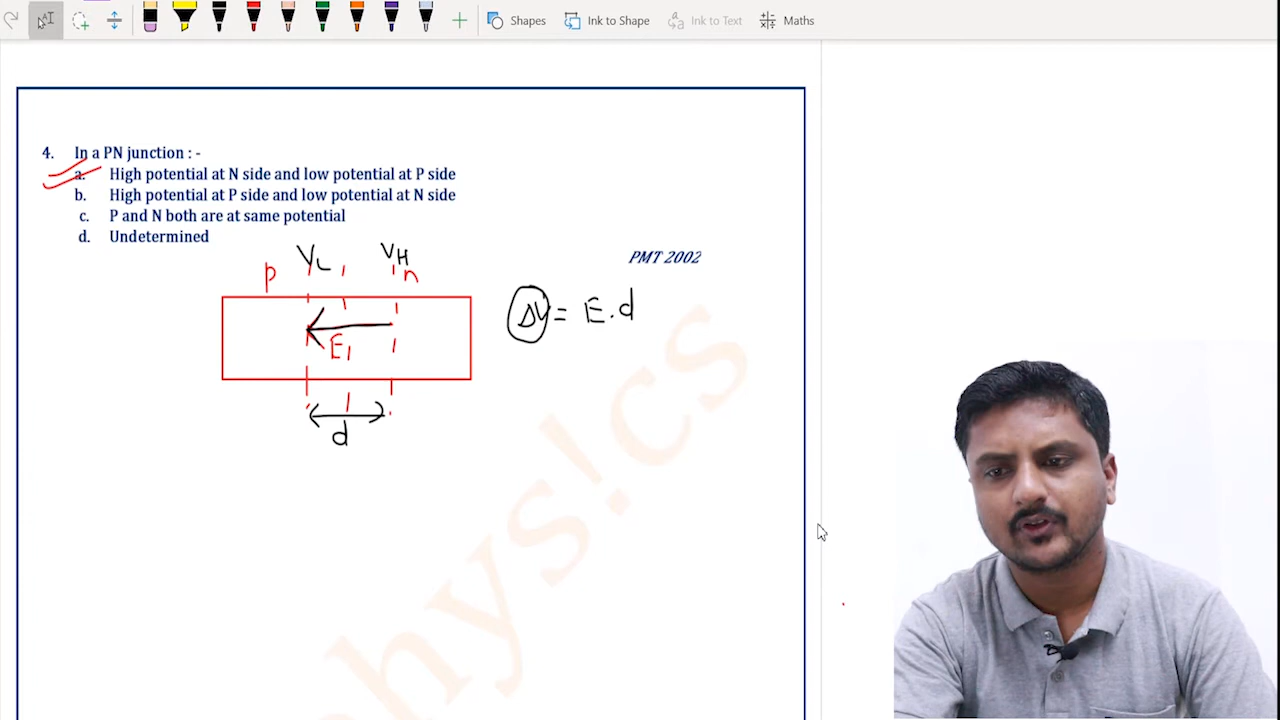 Shapes Ink to Shape Ink to Text Maths
4. In a PN junction : -
a. High potential at N side and low potential at P side
b. High potential at P side and low potential at N side
c. P and N both are at same potential
d. Undetermined
PMT 2002
VL VH
p n
ΔV = E.d
E
d
hys!cs